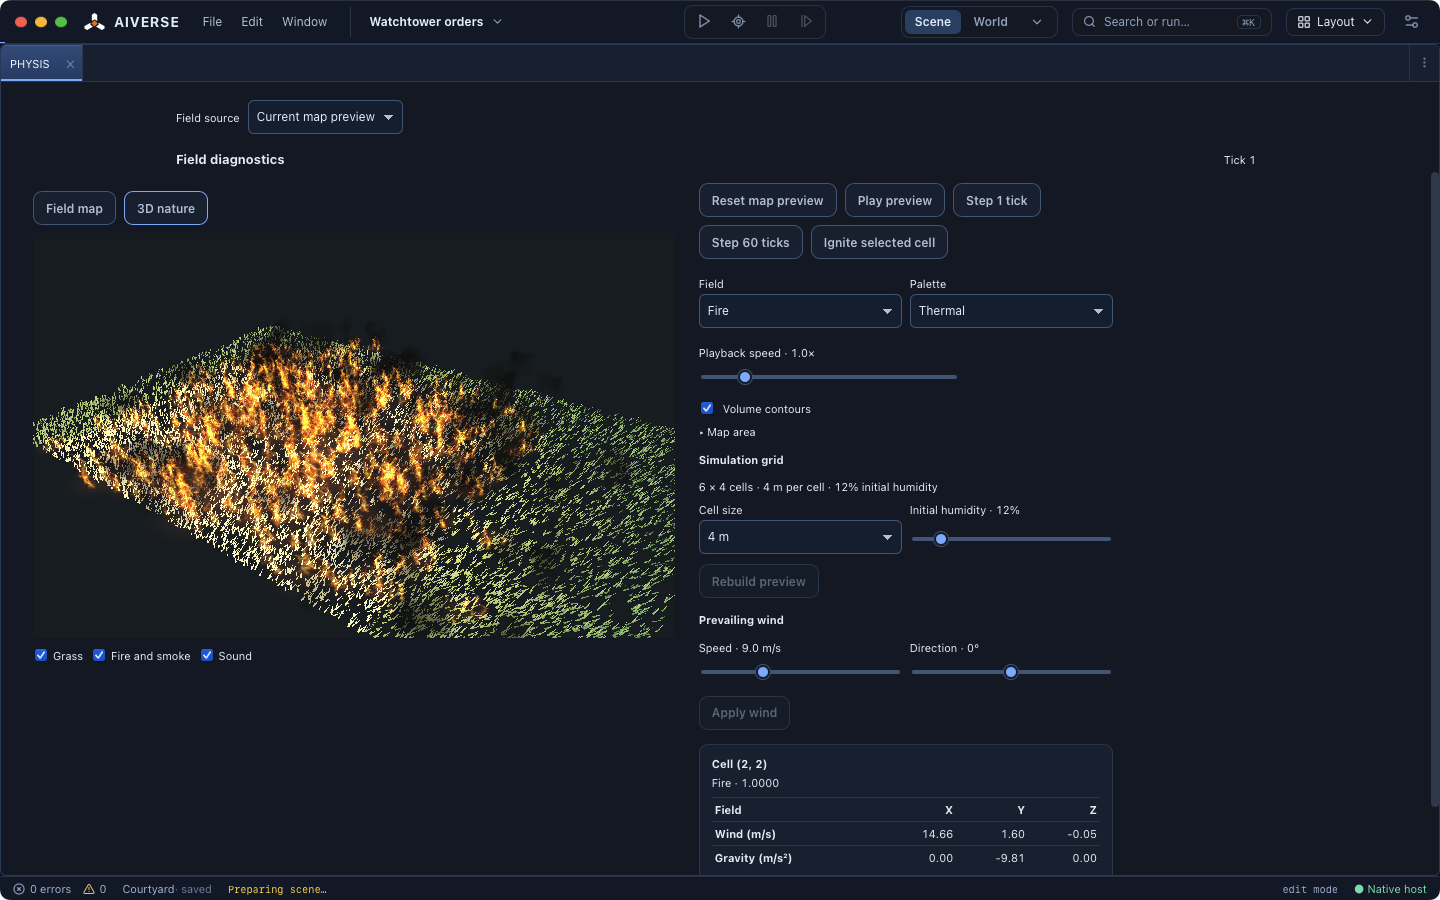 AIVERSE File Edit Window Watchtower orders Scene World Search or run... ⌘K Layout
PHYSIS
Field source Current map preview
Field diagnostics Tick 1
Field map 3D nature
Reset map preview Play preview Step 1 tick
Step 60 ticks Ignite selected cell
Field Palette
Fire Thermal
Playback speed · 1.0×
Volume contours
Map area
Simulation grid
6 × 4 cells · 4 m per cell · 12% initial humidity
Cell size Initial humidity · 12%
4 m
Rebuild preview
Prevailing wind
Speed · 9.0 m/s Direction · 0°
Grass Fire and smoke Sound
Apply wind
Cell (2, 2)
Fire · 1.0000
Field X Y Z
Wind (m/s) 14.66 1.60 -0.05
Gravity (m/s²) 0.00 -9.81 0.00
0 errors 0 Courtyard · saved Preparing scene… edit mode Native host